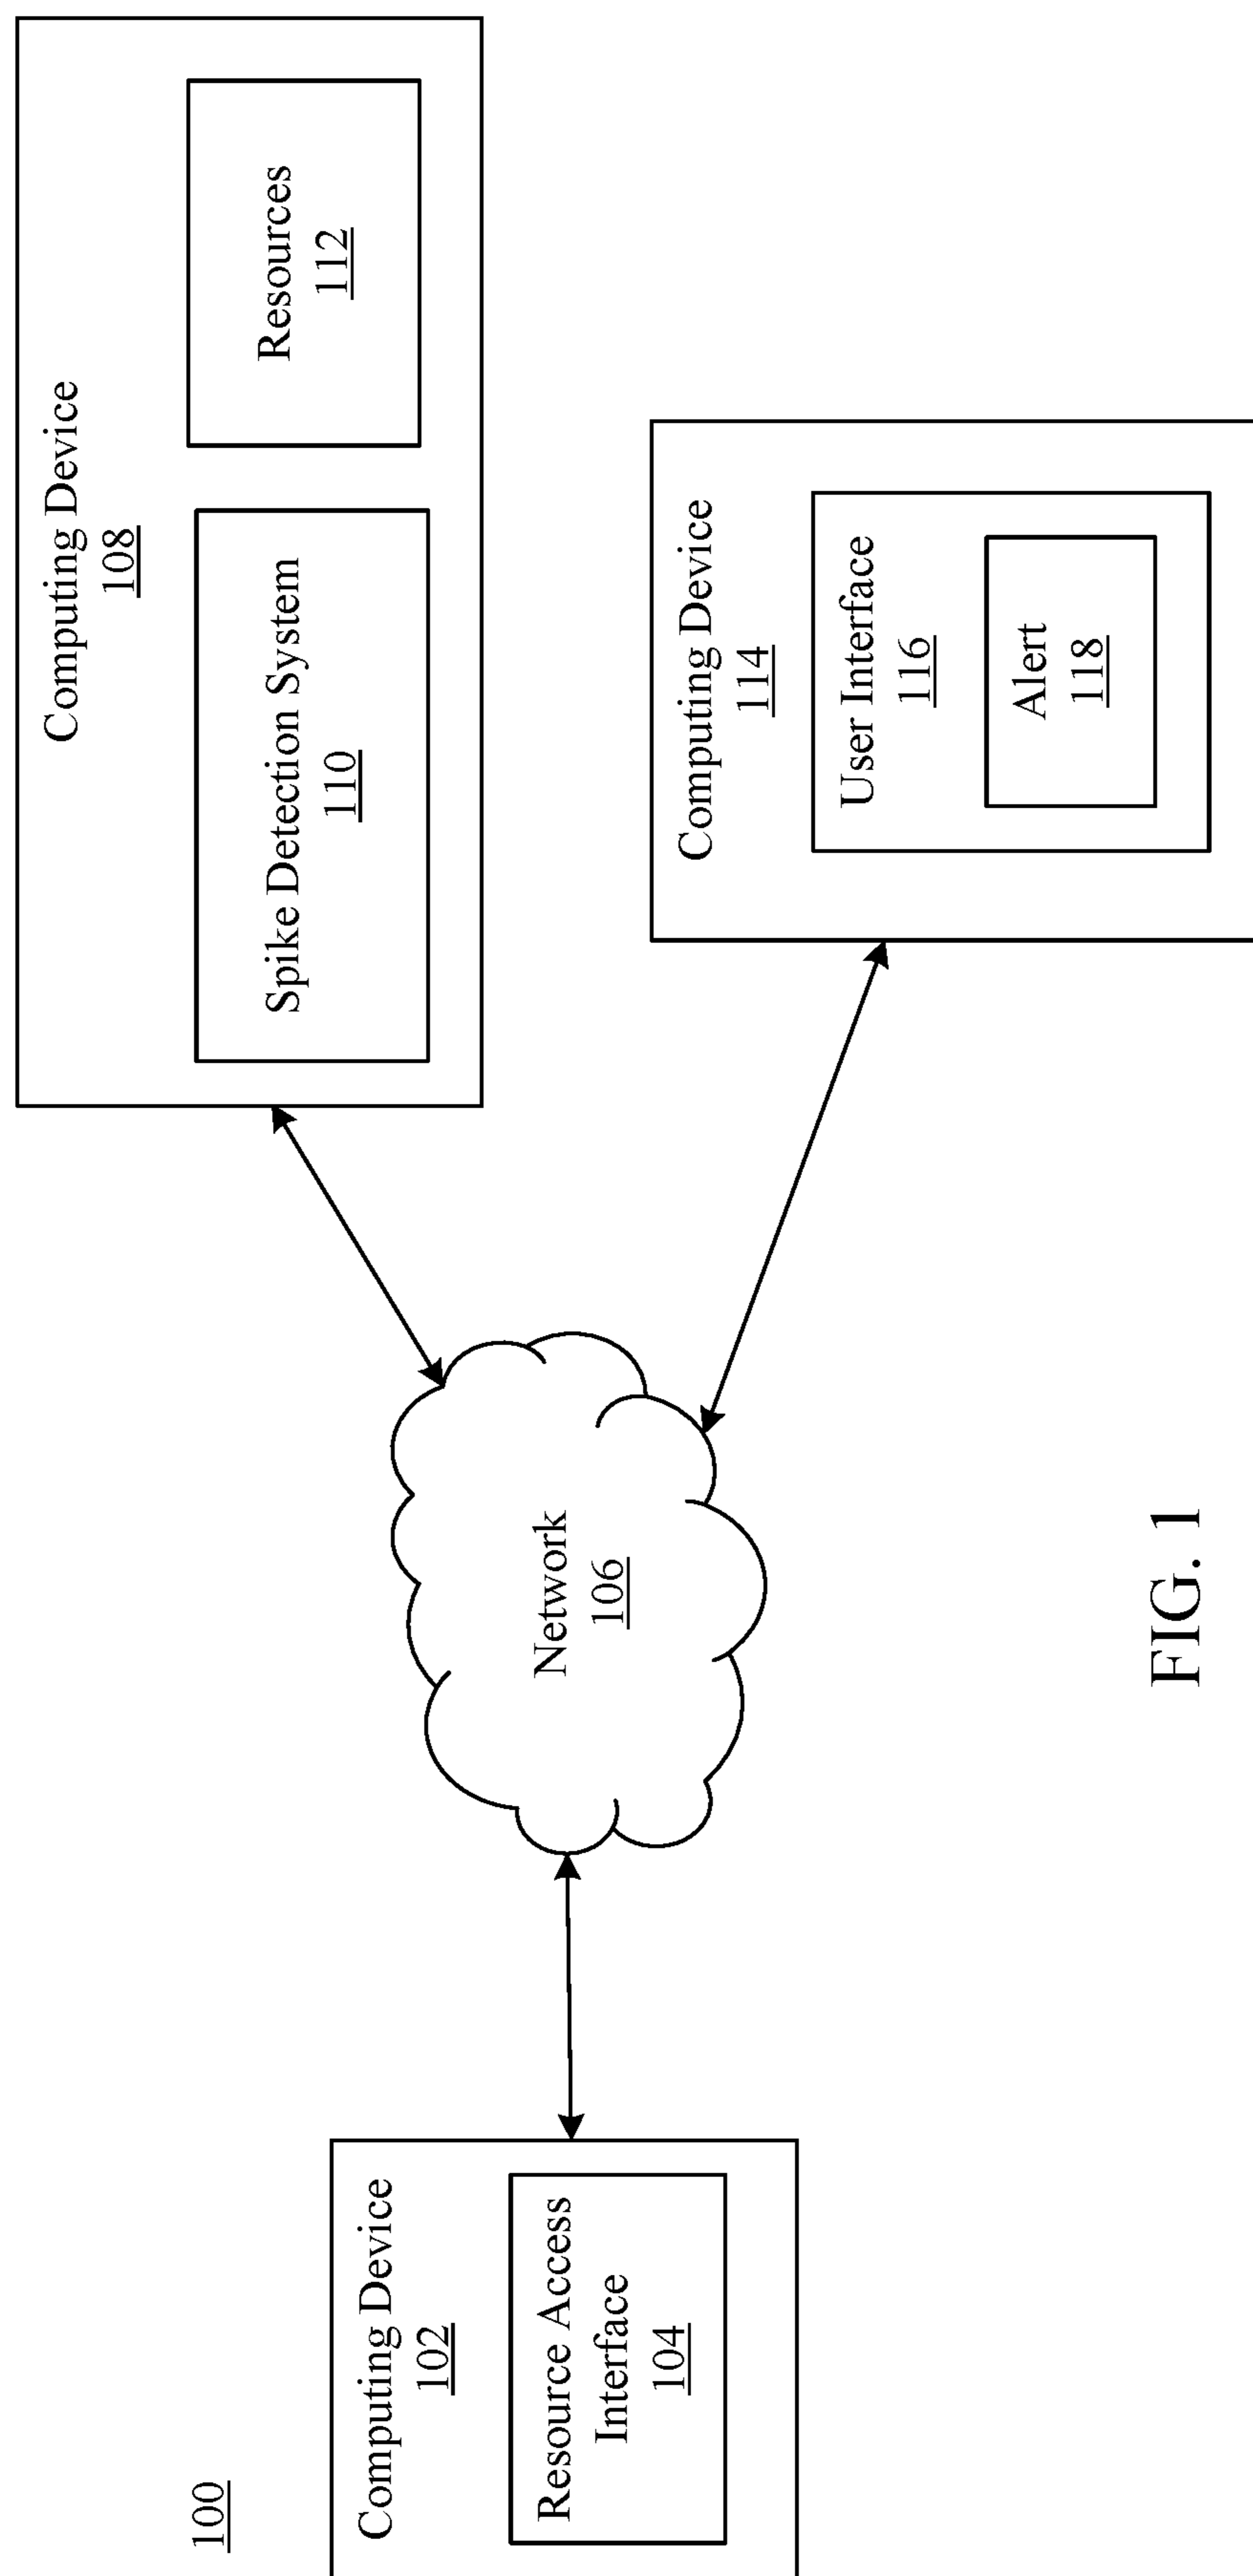 100
Computing Device
102
Resource Access
Interface
104
Network
106
Computing Device
108
Spike Detection System
110
Resources
112
Computing Device
114
User Interface
116
Alert
118
FIG. 1